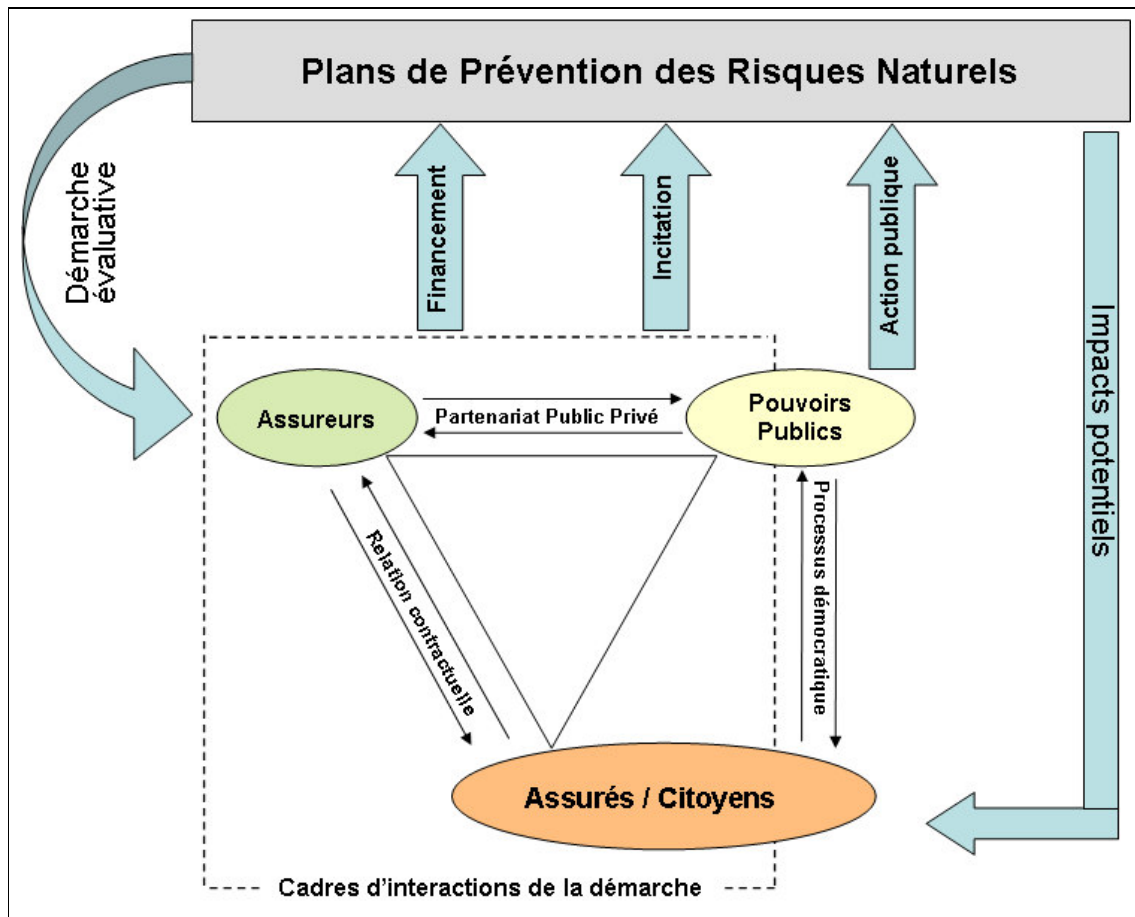 Plans de Prévention des Risques Naturels
Démarche
évaluative
Financement
Incitation
Action publique
Impacts potentiels
Assureurs
Partenariat Public Privé
Pouvoirs
Publics
Relation contractuelle
Processus démocratique
Assurés / Citoyens
Cadres d'interactions de la démarche